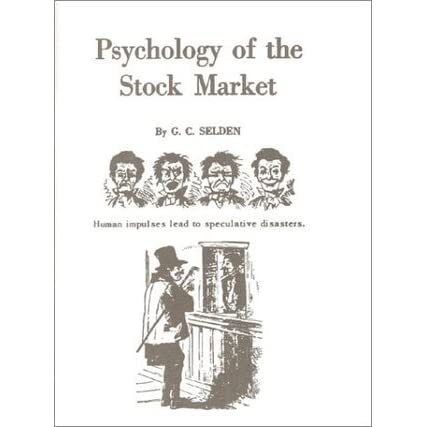 Psychology of the
Stock Market
By G. C. SELDEN
Human impulses lead to speculative disasters.